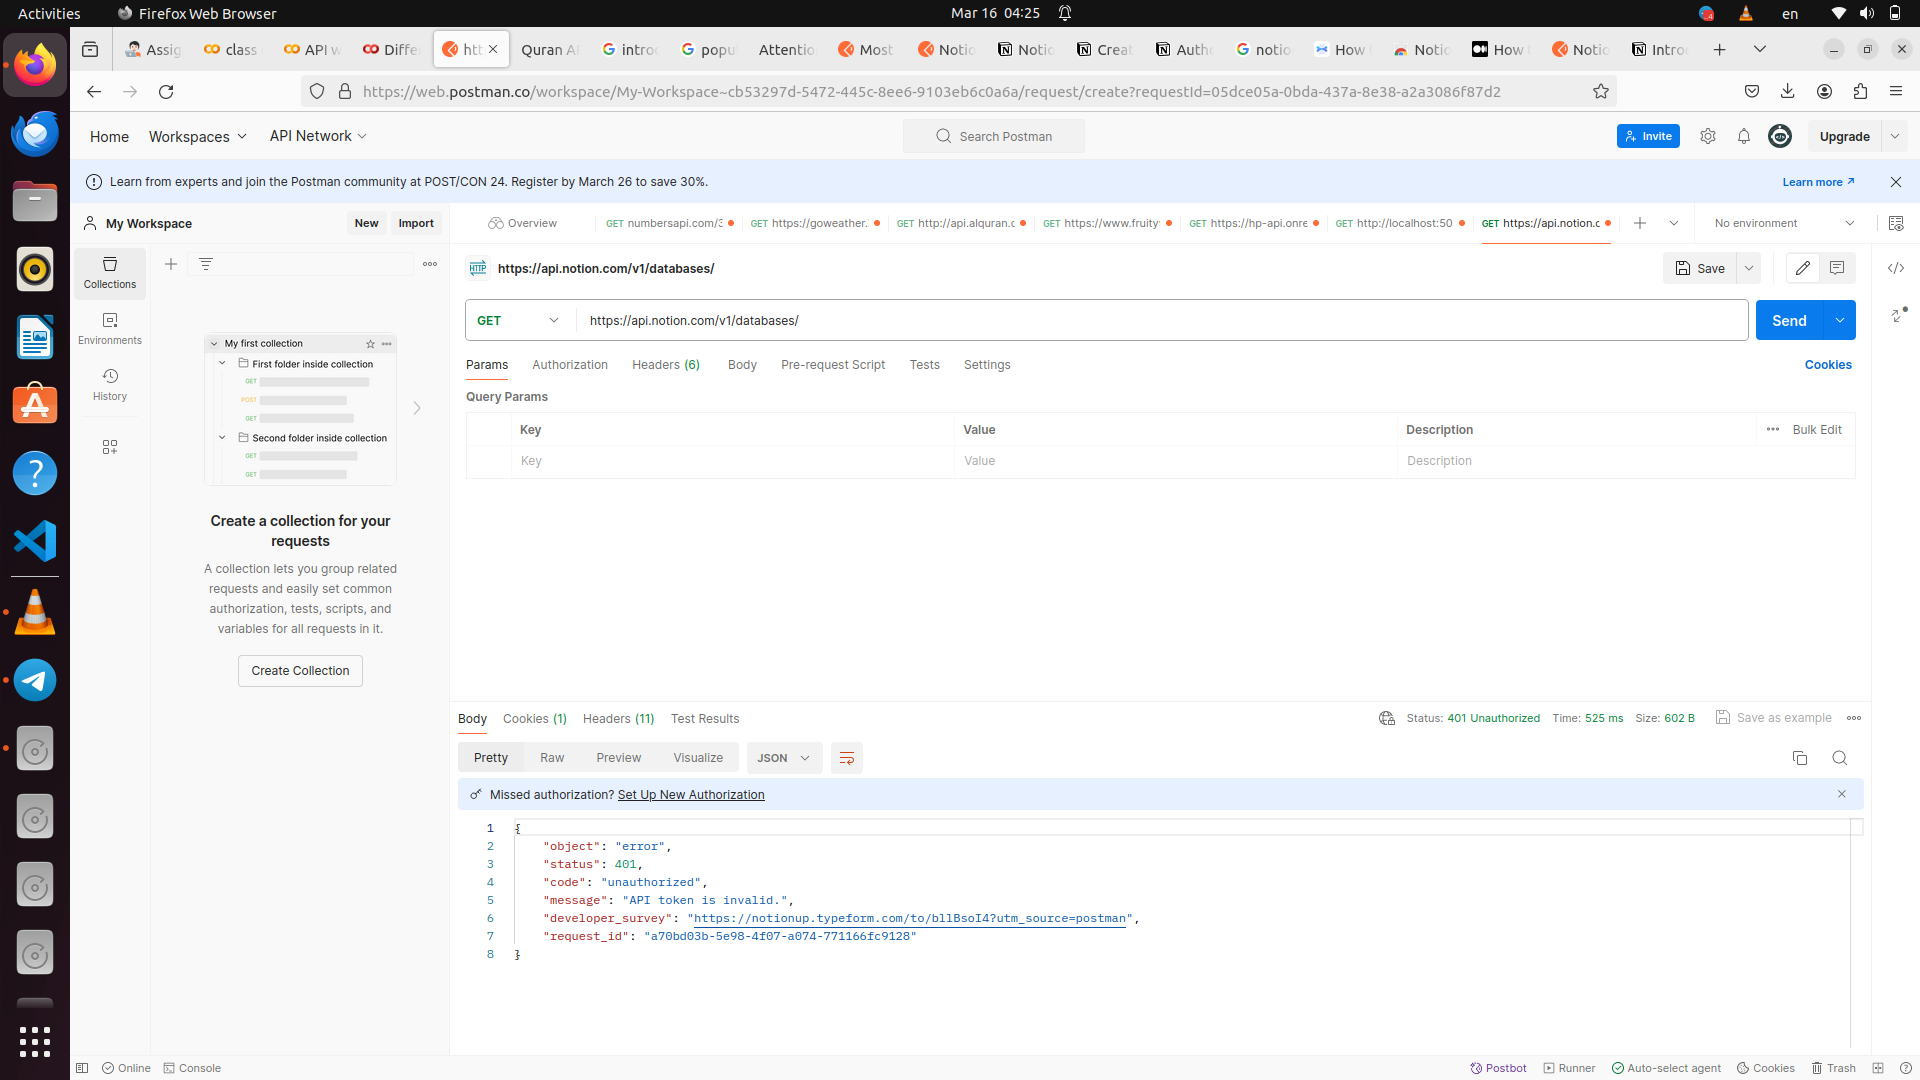 Activities
Firefox Web Browser
Mar 16 04:25
en
Assig
class
API w
Differ
htt
Quran A
introd
popu
Attentio
Most
Notio
Notio
Creat
Autho
notio
How
Notio
How
Notio
Introd
https://web.postman.co/workspace/My-Workspace~cb53297d-5472-445c-8ee6-9103eb6c0a6a/request/create?requestId=05dce05a-0bda-437a-8e38-a2a3086f87d2
Home
Workspaces
API Network
Search Postman
Invite
Upgrade
Learn from experts and join the Postman community at POST/CON 24. Register by March 26 to save 30%.
Learn more
My Workspace
New
Import
Overview
GET numbersapi.com/3
GET https://goweather.
GET http://api.alquran.c
GET https://www.fruity
GET https://hp-api.onre
GET http://localhost:50
GET https://api.notion.c
No environment
Collections
Environments
History
My first collection
First folder inside collection
GET
POST
GET
Second folder inside collection
GET
GET
Create a collection for your
requests
A collection lets you group related
requests and easily set common
authorization, tests, scripts, and
variables for all requests in it.
Create Collection
HTTP
https://api.notion.com/v1/databases/
Save
GET
https://api.notion.com/v1/databases/
Send
Params
Authorization
Headers (6)
Body
Pre-request Script
Tests
Settings
Cookies
Query Params
Key
Value
Description
Bulk Edit
Key
Value
Description
Body
Cookies (1)
Headers (11)
Test Results
Status: 401 Unauthorized
Time: 525 ms
Size: 602 B
Save as example
Pretty
Raw
Preview
Visualize
JSON
Missed authorization? Set Up New Authorization
1 {
2 "object": "error",
3 "status": 401,
4 "code": "unauthorized",
5 "message": "API token is invalid.",
6 "developer_survey": "https://notionup.typeform.com/to/bllBsoI4?utm_source=postman",
7 "request_id": "a70bd03b-5e98-4f07-a074-771166fc9128"
8 }
Online
Console
Postbot
Runner
Auto-select agent
Cookies
Trash